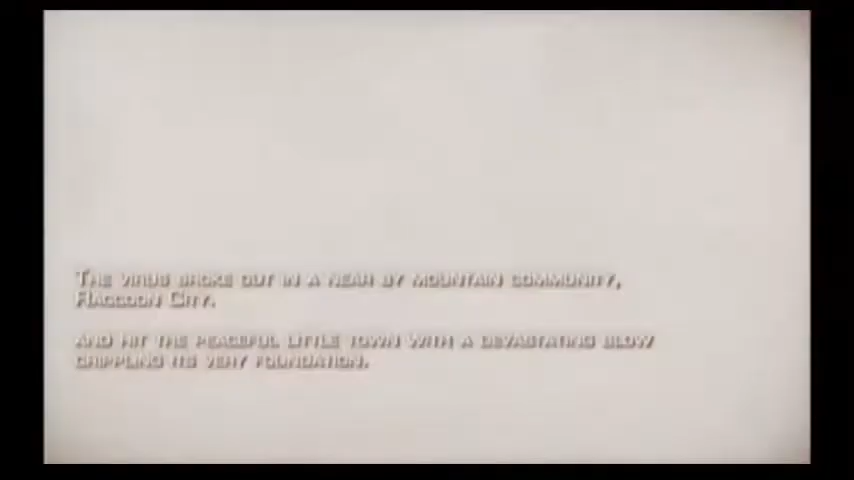 The virus broke out in a near by mountain community,
Raccoon City.
and hit the peaceful little town with a devastating blow
crippling its very foundation.